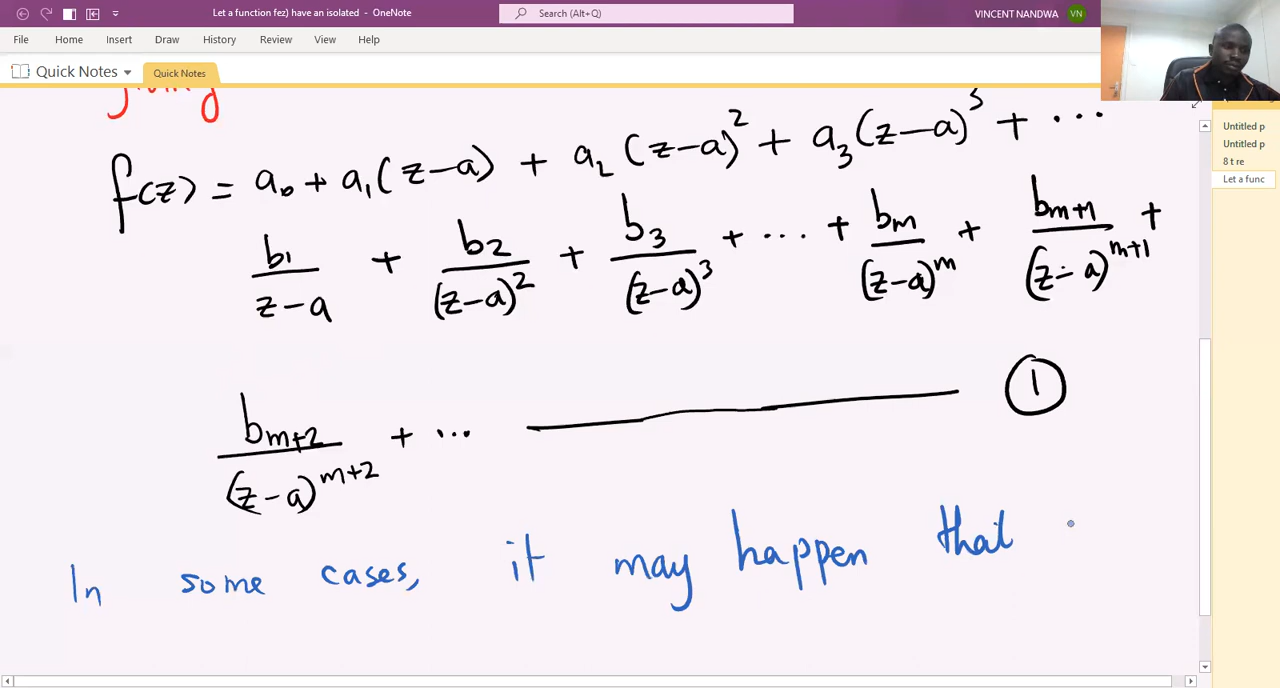 Let a function fez) have an isolated - OneNote
Search (Alt+Q)
VINCENT NANDWA VN
File Home Insert Draw History Review View Help
Quick Notes Quick Notes
f(z) = a₀ + a₁(z-a) + a₂(z-a)² + a₃(z-a)³ + ...
b₁/(z-a) + b₂/(z-a)² + b₃/(z-a)³ + ... + bₘ/(z-a)ᵐ + bₘ₊₁/(z-a)ᵐ⁺¹ +
bₘ₊₂/(z-a)ᵐ⁺² + ... ——— ①
In some cases, it may happen that
Untitled p
Untitled p
8 t re
Let a func